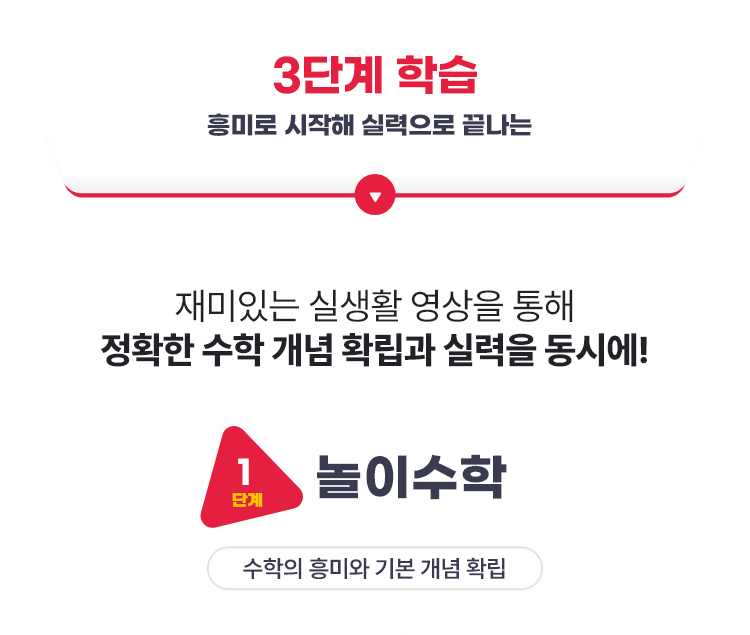 3단계 학습
흥미로 시작해 실력으로 끝나는
재미있는 실생활 영상을 통해
정확한 수학 개념 확립과 실력을 동시에!
1
단계
놀이수학
수학의 흥미와 기본 개념 확립